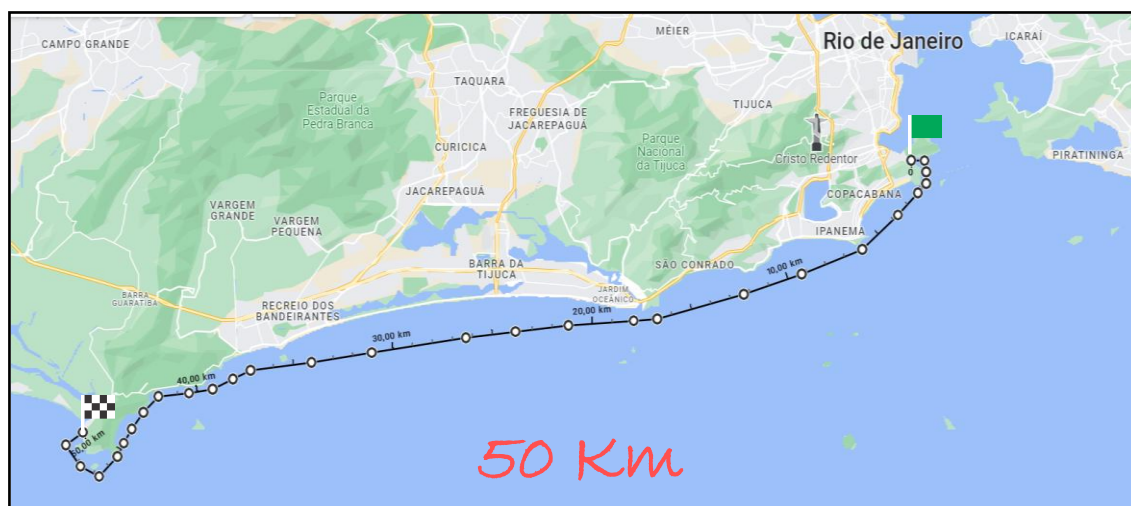 CAMPO GRANDE
MÉIER
Rio de Janeiro
ICARAÍ
TAQUARA
Parque
Estadual da
Pedra Branca
FREGUESIA DE
JACAREPAGUÁ
TIJUCA
CURICICA
Parque
Nacional
da Tijuca
Cristo Redentor
PIRATININGA
0
JACAREPAGUÁ
COPACABANA
VARGEM
GRANDE
VARGEM
PEQUENA
IPANEMA
BARRA DA
TIJUCA
SÃO CONRADO
10,00 km
BARRA
GUARATIBA
JARDIM
OCEÂNICO
RECREIO DOS
BANDEIRANTES
20,00 km
30,00 km
40,00 km
50,00 km
50 Km